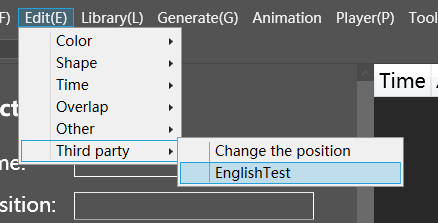 F) Edit(E) Library(L) Generate(G) Animation Player(P) Tool
Color
Shape
Time
Overlap
Other
Third party
Change the position
EnglishTest
Time
me:
sition: